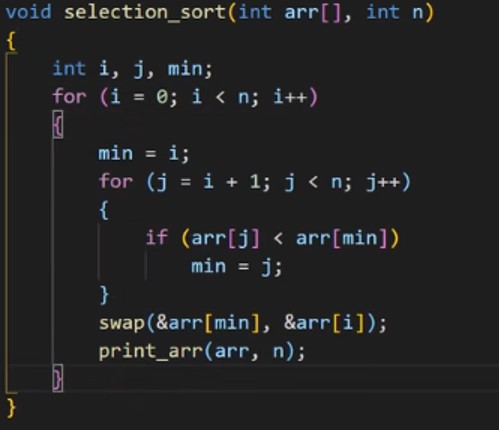 void selection_sort(int arr[], int n)
{
    int i, j, min;
    for (i = 0; i < n; i++)
    {
        min = i;
        for (j = i + 1; j < n; j++)
        {
            if (arr[j] < arr[min])
                min = j;
        }
        swap(&arr[min], &arr[i]);
        print_arr(arr, n);
    }
}